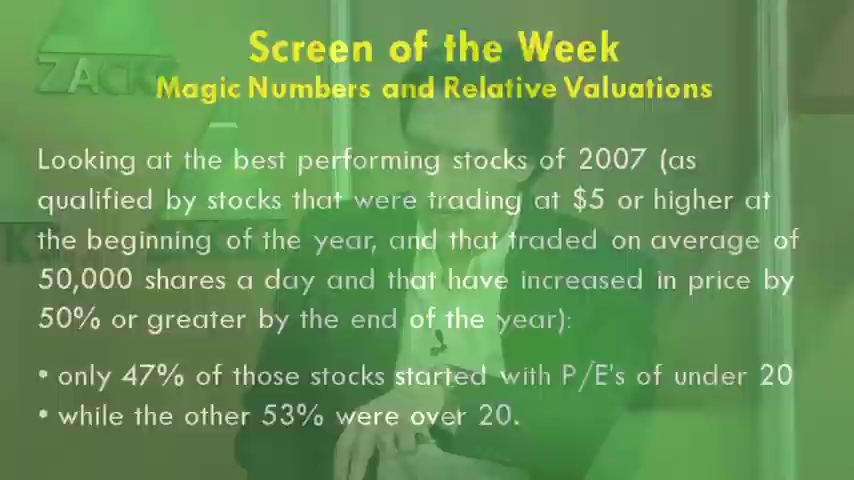 Screen of the Week
ZACKS
Magic Numbers and Relative Valuations
Looking at the best performing stocks of 2007 (as
qualified by stocks that were trading at $5 or higher at
the beginning of the year, and that traded on average of
50,000 shares a day and that have increased in price by
50% or greater by the end of the year):
• only 47% of those stocks started with P/E's of under 20
• while the other 53% were over 20.